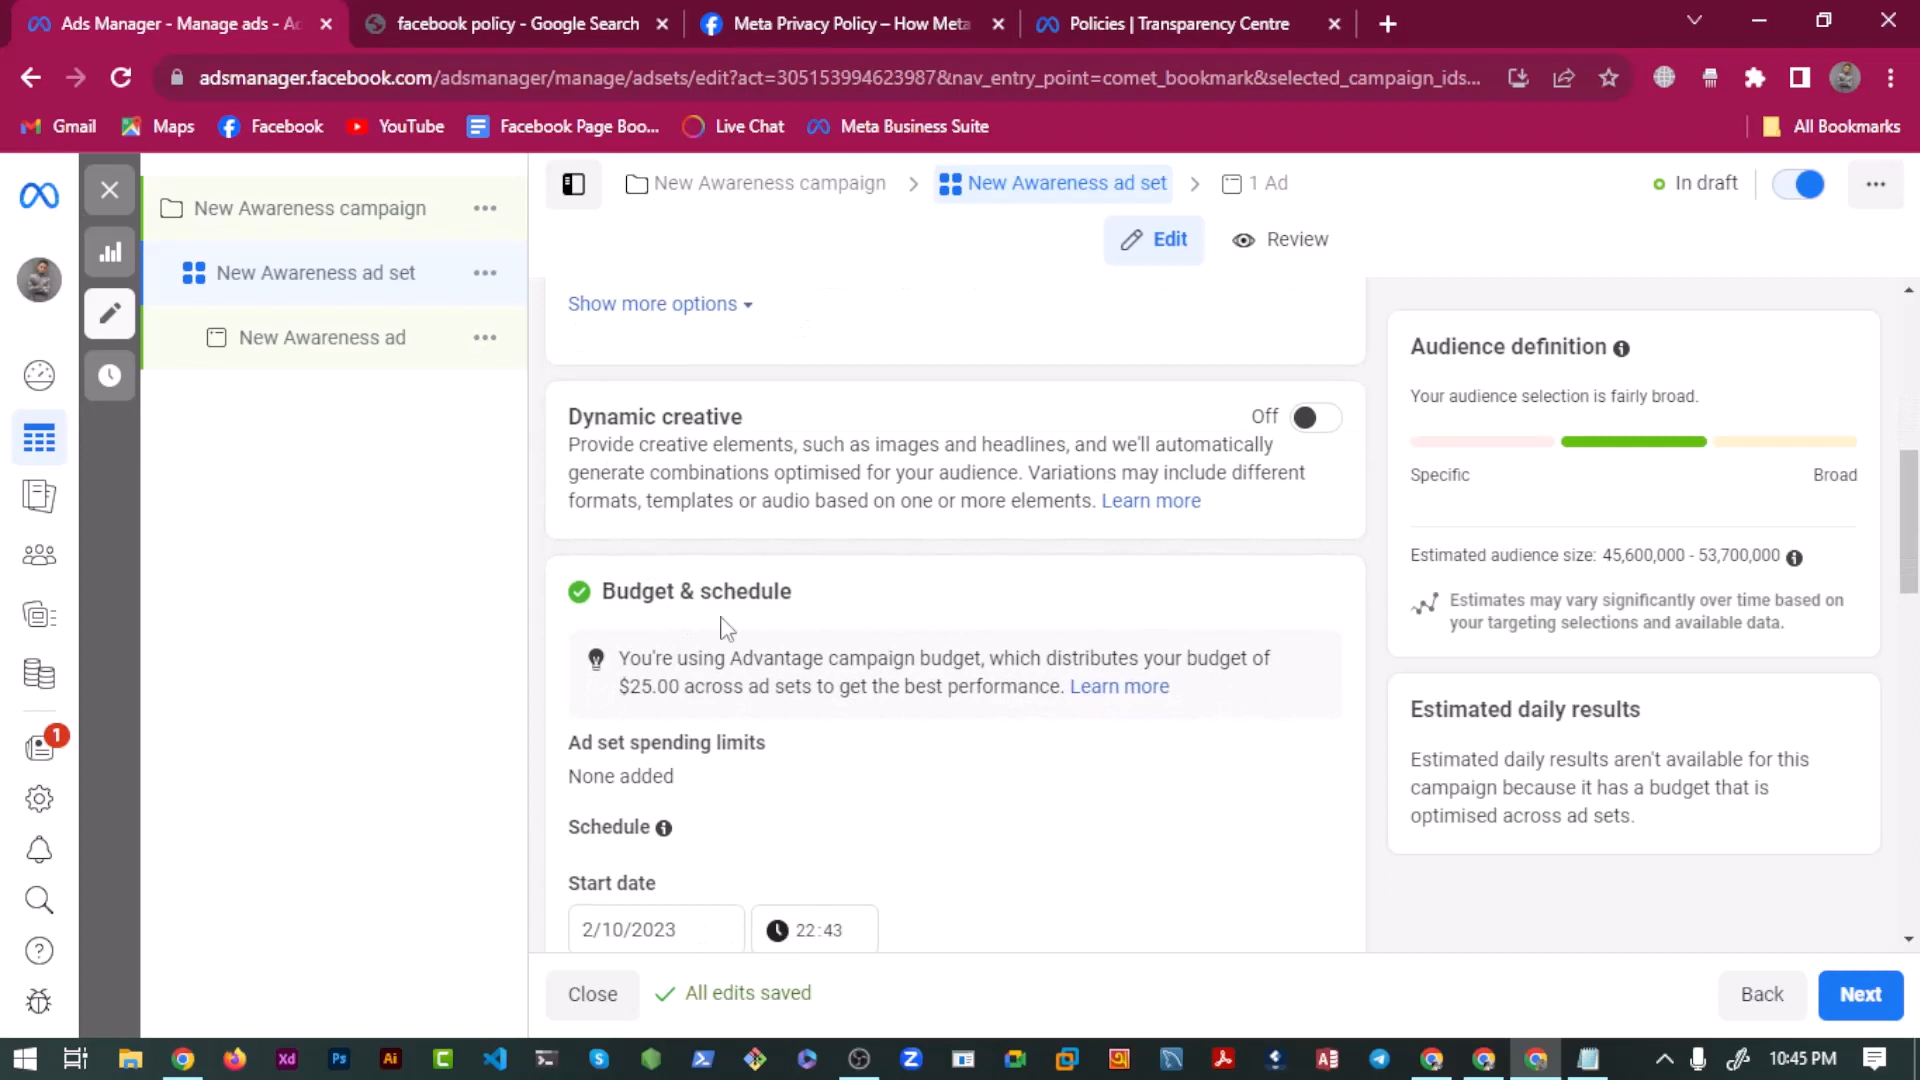 Ads Manager - Manage ads - Ac
facebook policy - Google Search
Meta Privacy Policy – How Meta
Policies | Transparency Centre
adsmanager.facebook.com/adsmanager/manage/adsets/edit?act=305153994623987&nav_entry_point=comet_bookmark&selected_campaign_ids...
Gmail
Maps
Facebook
YouTube
Facebook Page Boo...
Live Chat
Meta Business Suite
All Bookmarks
New Awareness campaign
New Awareness ad set
1 Ad
In draft
Edit
Review
New Awareness campaign
New Awareness ad set
New Awareness ad
1
Show more options
Dynamic creative
Off
Provide creative elements, such as images and headlines, and we'll automatically
generate combinations optimised for your audience. Variations may include different
formats, templates or audio based on one or more elements. Learn more
Budget & schedule
You're using Advantage campaign budget, which distributes your budget of
$25.00 across ad sets to get the best performance. Learn more
Ad set spending limits
None added
Schedule
Start date
2/10/2023
22:43
Audience definition
Your audience selection is fairly broad.
Specific
Broad
Estimated audience size: 45,600,000 - 53,700,000
Estimates may vary significantly over time based on
your targeting selections and available data.
Estimated daily results
Estimated daily results aren't available for this
campaign because it has a budget that is
optimised across ad sets.
Close
All edits saved
Back
Next
Xd
Ps
Ai
C
S
Z
A
10:45 PM